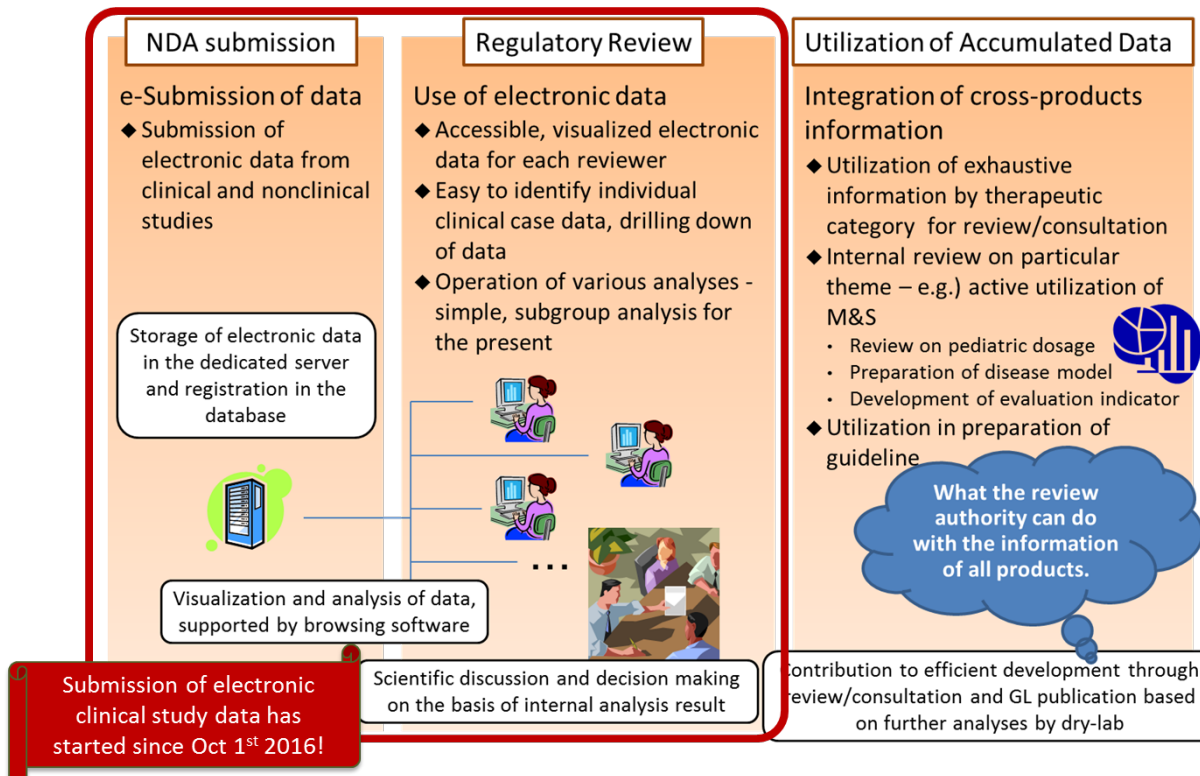 NDA submission
e-Submission of data
◆ Submission of
electronic data from
clinical and nonclinical
studies
Storage of electronic data
in the dedicated server
and registration in the
database
Visualization and analysis of data,
supported by browsing software
Submission of electronic
clinical study data has
started since Oct 1st 2016!
Regulatory Review
Use of electronic data
◆ Accessible, visualized electronic
data for each reviewer
◆ Easy to identify individual
clinical case data, drilling down
of data
◆ Operation of various analyses -
simple, subgroup analysis for
the present
...
Scientific discussion and decision making
on the basis of internal analysis result
Utilization of Accumulated Data
Integration of cross-products
information
◆ Utilization of exhaustive
information by therapeutic
category for review/consultation
◆ Internal review on particular
theme – e.g.) active utilization of
M&S
• Review on pediatric dosage
• Preparation of disease model
• Development of evaluation indicator
◆ Utilization in preparation of
guideline
What the review
authority can do
with the information
of all products.
Contribution to efficient development through
review/consultation and GL publication based
on further analyses by dry-lab